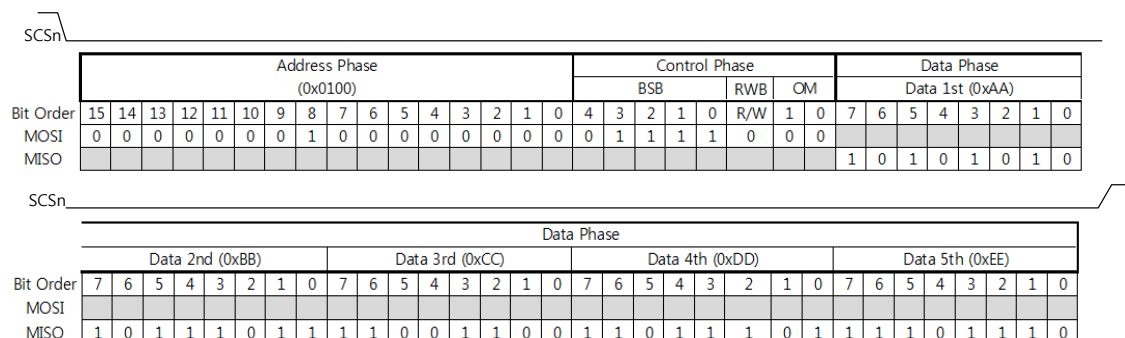 SCSn
Address Phase Control Phase Data Phase
(0x0100) BSB RWB OM Data 1st (0xAA)
Bit Order 15 14 13 12 11 10 9 8 7 6 5 4 3 2 1 0 4 3 2 1 0 R/W 1 0 7 6 5 4 3 2 1 0
MOSI 0 0 0 0 0 0 0 1 0 0 0 0 0 0 0 0 0 1 1 1 1 0 0 0
MISO 1 0 1 0 1 0 1 0
SCSn
Data Phase
Data 2nd (0xBB) Data 3rd (0xCC) Data 4th (0xDD) Data 5th (0xEE)
Bit Order 7 6 5 4 3 2 1 0 7 6 5 4 3 2 1 0 7 6 5 4 3 2 1 0 7 6 5 4 3 2 1 0
MOSI
MISO 1 0 1 1 1 0 1 1 1 1 0 0 1 1 0 0 1 1 0 1 1 1 0 1 1 1 1 0 1 1 1 0